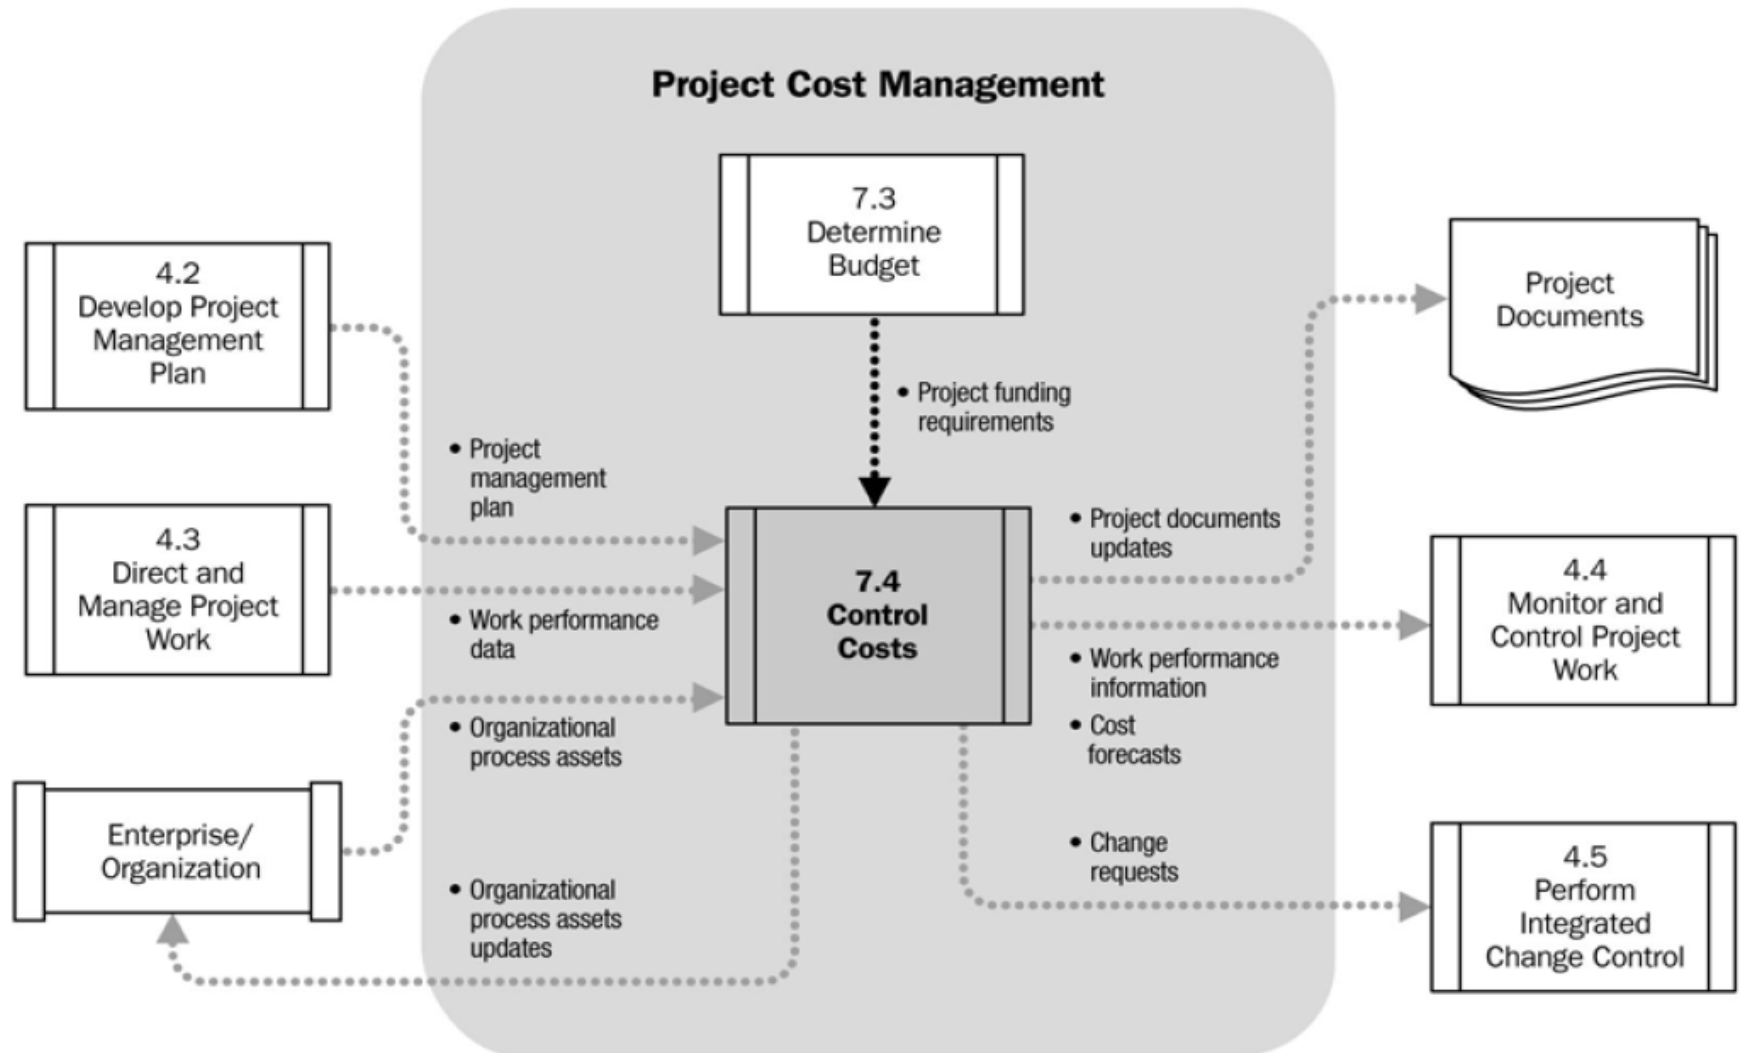 Project Cost Management
7.3
Determine
Budget
4.2
Develop Project
Management
Plan
Project
Documents
• Project funding
requirements
• Project
management
plan
4.3
Direct and
Manage Project
Work
• Project documents
updates
7.4
Control
Costs
4.4
Monitor and
Control Project
Work
• Work performance
data
• Work performance
information
• Cost
forecasts
• Organizational
process assets
Enterprise/
Organization
• Change
requests
4.5
Perform
Integrated
Change Control
• Organizational
process assets
updates